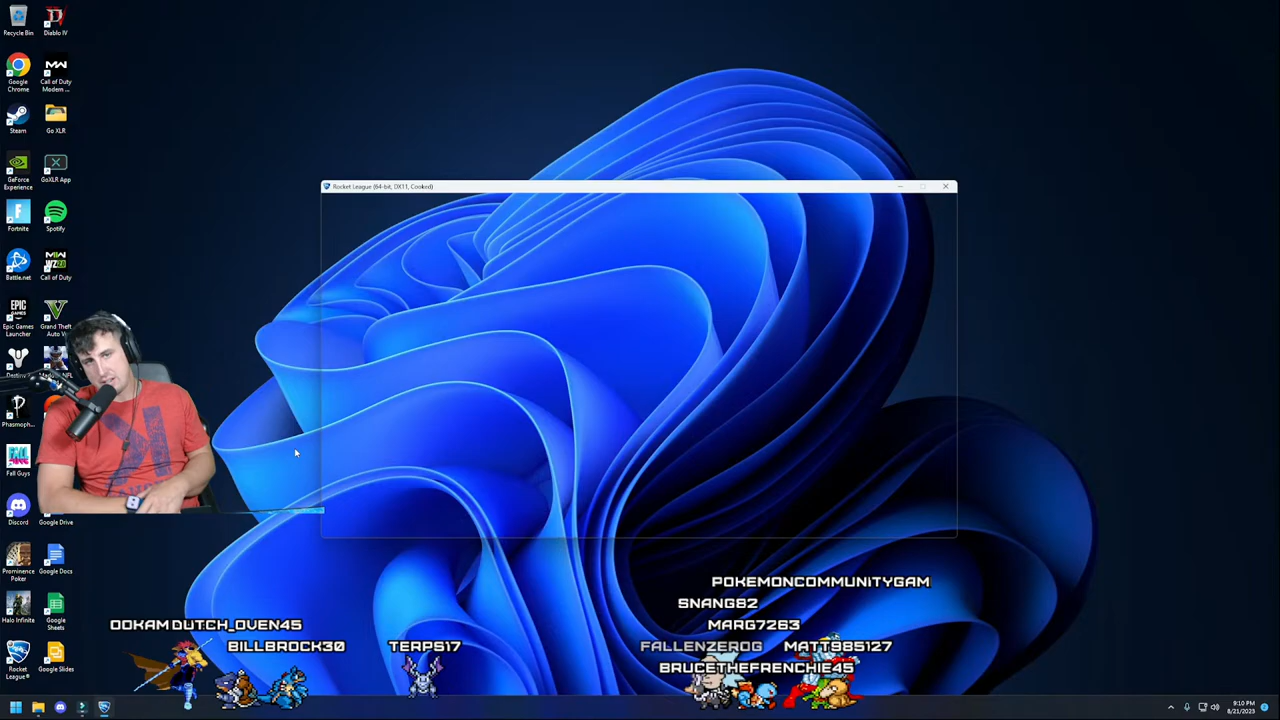 Recycle Bin
Diablo IV
Google Chrome
Call of Duty Modern ...
Steam
Go XLR
GeForce Experience
GoXLR App
Fortnite
Spotify
Battle.net
Call of Duty
Epic Games Launcher
Grand Theft Auto V
Phasmoph...
Fall Guys
Discord
Google Drive
Prominence Poker
Google Docs
Halo Infinite
Google Sheets
Rocket League®
Google Slides
Rocket League (64-bit, DX11, Cooked)
POKEMONCOMMUNITYGAM
SNANG82
OOKAMDUTCH_OVEN45
MARG7263
BILLBROCK30
TERPS17
FALLENZEROG
MATT985127
BRUCETHEFRENCHIE45
9:10 PM
8/21/2023